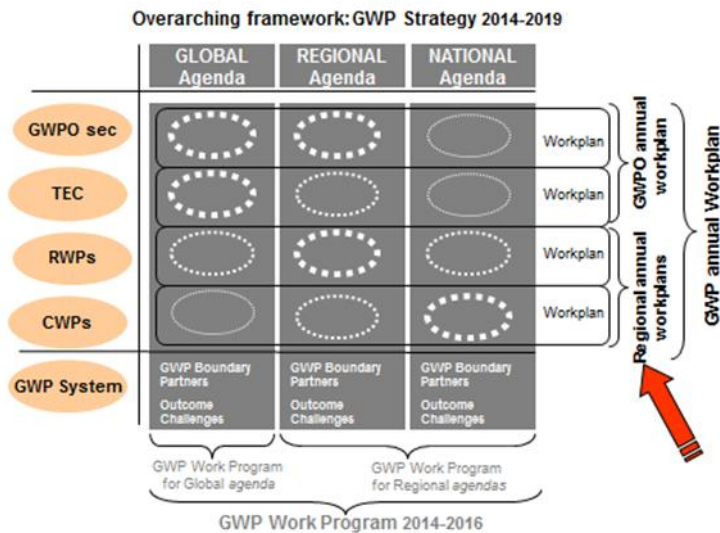 Overarching framework: GWP Strategy 2014-2019
GLOBAL
Agenda
REGIONAL
Agenda
NATIONAL
Agenda
GWPO sec
Workplan
TEC
Workplan
GWPO annual
workplan
RWPs
Workplan
CWPs
Workplan
Regional annual
workplans
GWP annual Workplan
GWP System
GWP Boundary
Partners
Outcome
Challenges
GWP Boundary
Partners
Outcome
Challenges
GWP Boundary
Partners
Outcome
Challenges
GWP Work Program
for Global agenda
GWP Work Program
for Regional agendas
GWP Work Program 2014-2016